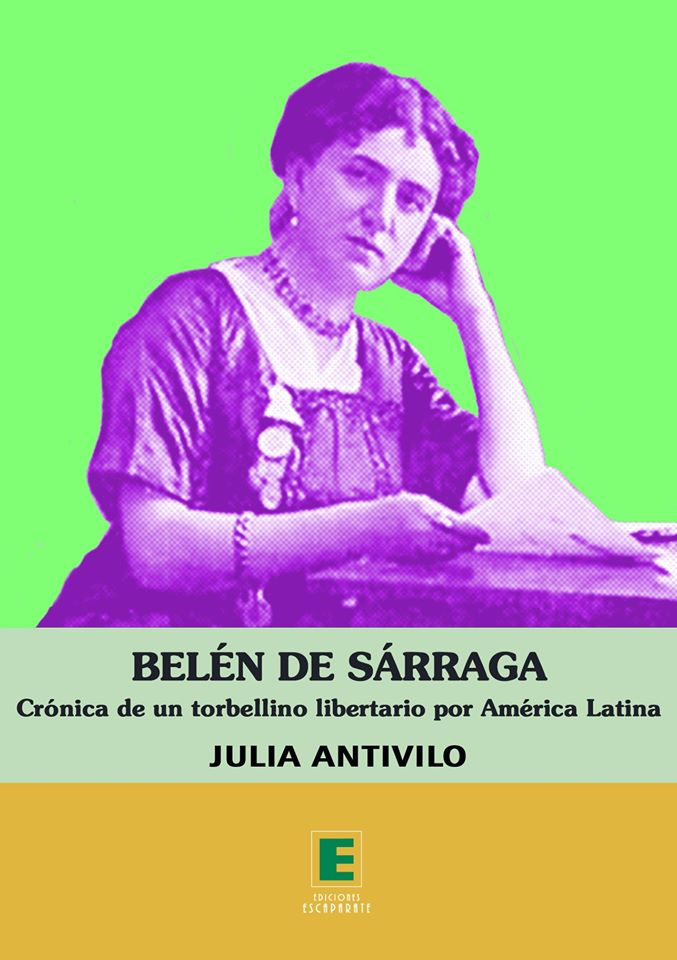 BELÉN DE SÁRRAGA
Crónica de un torbellino libertario por América Latina
JULIA ANTIVILO
E
EDICIONES
ESCAPARATE